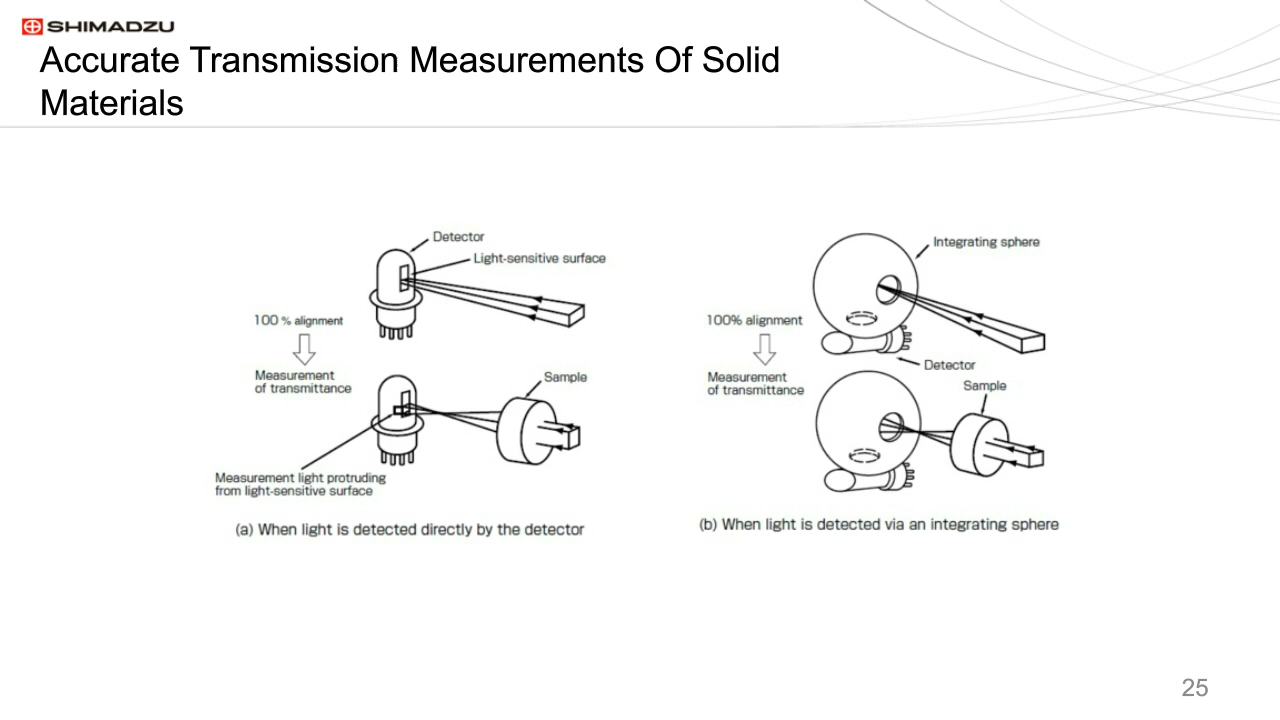 SHIMADZU
Accurate Transmission Measurements Of Solid
Materials
Detector
Light-sensitive surface
100 % alignment
Measurement
of transmittance
Sample
Measurement light protruding
from light-sensitive surface
(a) When light is detected directly by the detector
Integrating sphere
100% alignment
Detector
Measurement
of transmittance
Sample
(b) When light is detected via an integrating sphere
25